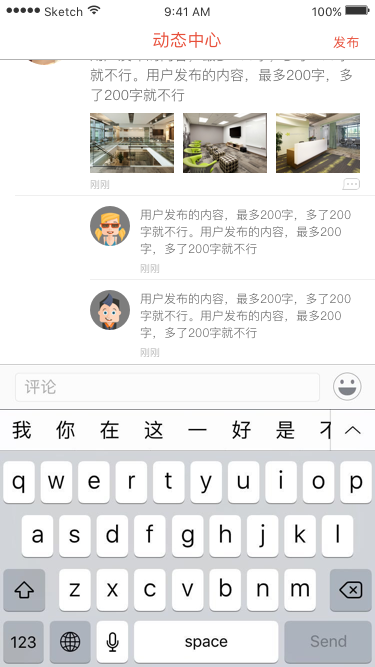 Sketch 9:41 AM 100%
动态中心 发布
就不行。用户发布的内容，最多200字，多
了200字就不行
刚刚
用户发布的内容，最多200字，多了200字
就不行。用户发布的内容，最多200
字，多了200字就不行
刚刚
用户发布的内容，最多200字，多了200字
就不行。用户发布的内容，最多200
字，多了200字就不行
刚刚
评论
我 你 在 这 一 好 是
q w e r t y u i o p
a s d f g h j k l
z x c v b n m
123 space Send